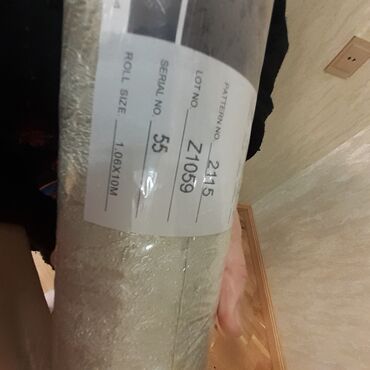 PATTERN NO. 2115
LOT NO. Z1059
SERIAL NO. 55
ROLL SIZE 1.06X10M